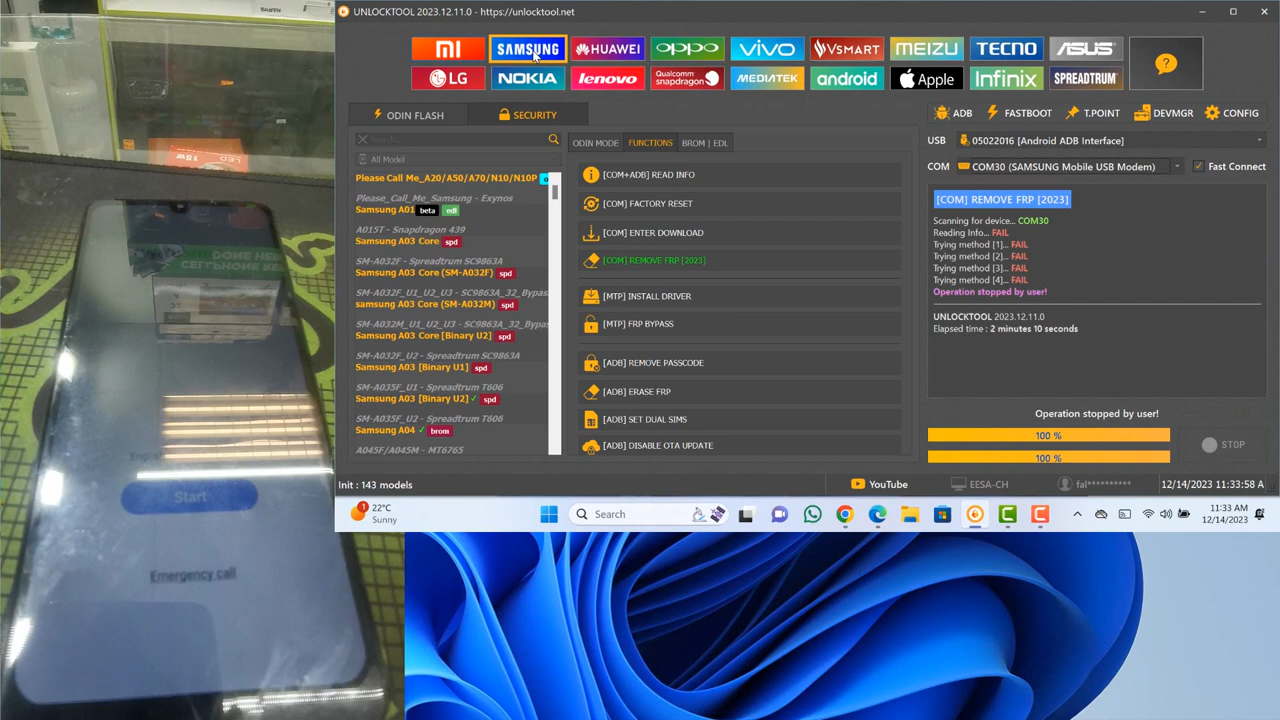 UNLOCKTOOL 2023.12.11.0 - https://unlocktool.net
MI
SAMSUNG
HUAWEI
OPPO
vivo
VSMART
MEIZU
TECNO
ASUS
?
LG
NOKIA
lenovo
Qualcomm snapdragon
MEDIATEK
android
Apple
Infinix
SPREADTRUM
ODIN FLASH
SECURITY
ADB
FASTBOOT
T.POINT
DEVMGR
CONFIG
Search...
All Model
ODIN MODE
FUNCTIONS
BROM | EDL
USB
05022016 [Android ADB Interface]
COM
COM30 (SAMSUNG Mobile USB Modem)
Fast Connect
Please Call Me_A20/A50/A70/N10/N10P
Please_Call_Me_Samsung - Exynos
Samsung A01 beta edl
A015T - Snapdragon 439
Samsung A03 Core spd
SM-A032F - Spreadtrum SC9863A
Samsung A03 Core (SM-A032F) spd
SM-A032F_U1_U2_U3 - SC9863A_32_Bypas
samsung A03 Core (SM-A032M) spd
SM-A032M_U1_U2_U3 - SC9863A_32_Bypas
Samsung A03 Core [Binary U2] spd
SM-A032F_U2 - Spreadtrum SC9863A
Samsung A03 [Binary U1] spd
SM-A035F_U1 - Spreadtrum T606
Samsung A03 [Binary U2] ✓ spd
SM-A035F_U2 - Spreadtrum T606
Samsung A04 ✓ brom
A045F/A045M - MT6765
[COM+ADB] READ INFO
[COM] FACTORY RESET
[COM] ENTER DOWNLOAD
[COM] REMOVE FRP [2023]
[MTP] INSTALL DRIVER
[MTP] FRP BYPASS
[ADB] REMOVE PASSCODE
[ADB] ERASE FRP
[ADB] SET DUAL SIMS
[ADB] DISABLE OTA UPDATE
[COM] REMOVE FRP [2023]
Scanning for device... COM30
Reading Info... FAIL
Trying method [1]... FAIL
Trying method [2]... FAIL
Trying method [3]... FAIL
Trying method [4]... FAIL
Operation stopped by user!
UNLOCKTOOL 2023.12.11.0
Elapsed time : 2 minutes 10 seconds
Operation stopped by user!
100 %
100 %
STOP
Init : 143 models
YouTube
EESA-CH
fal**********
12/14/2023 11:33:58 A
1
22°C
Sunny
Search
11:33 AM
12/14/2023
15W
Start
Emergency call